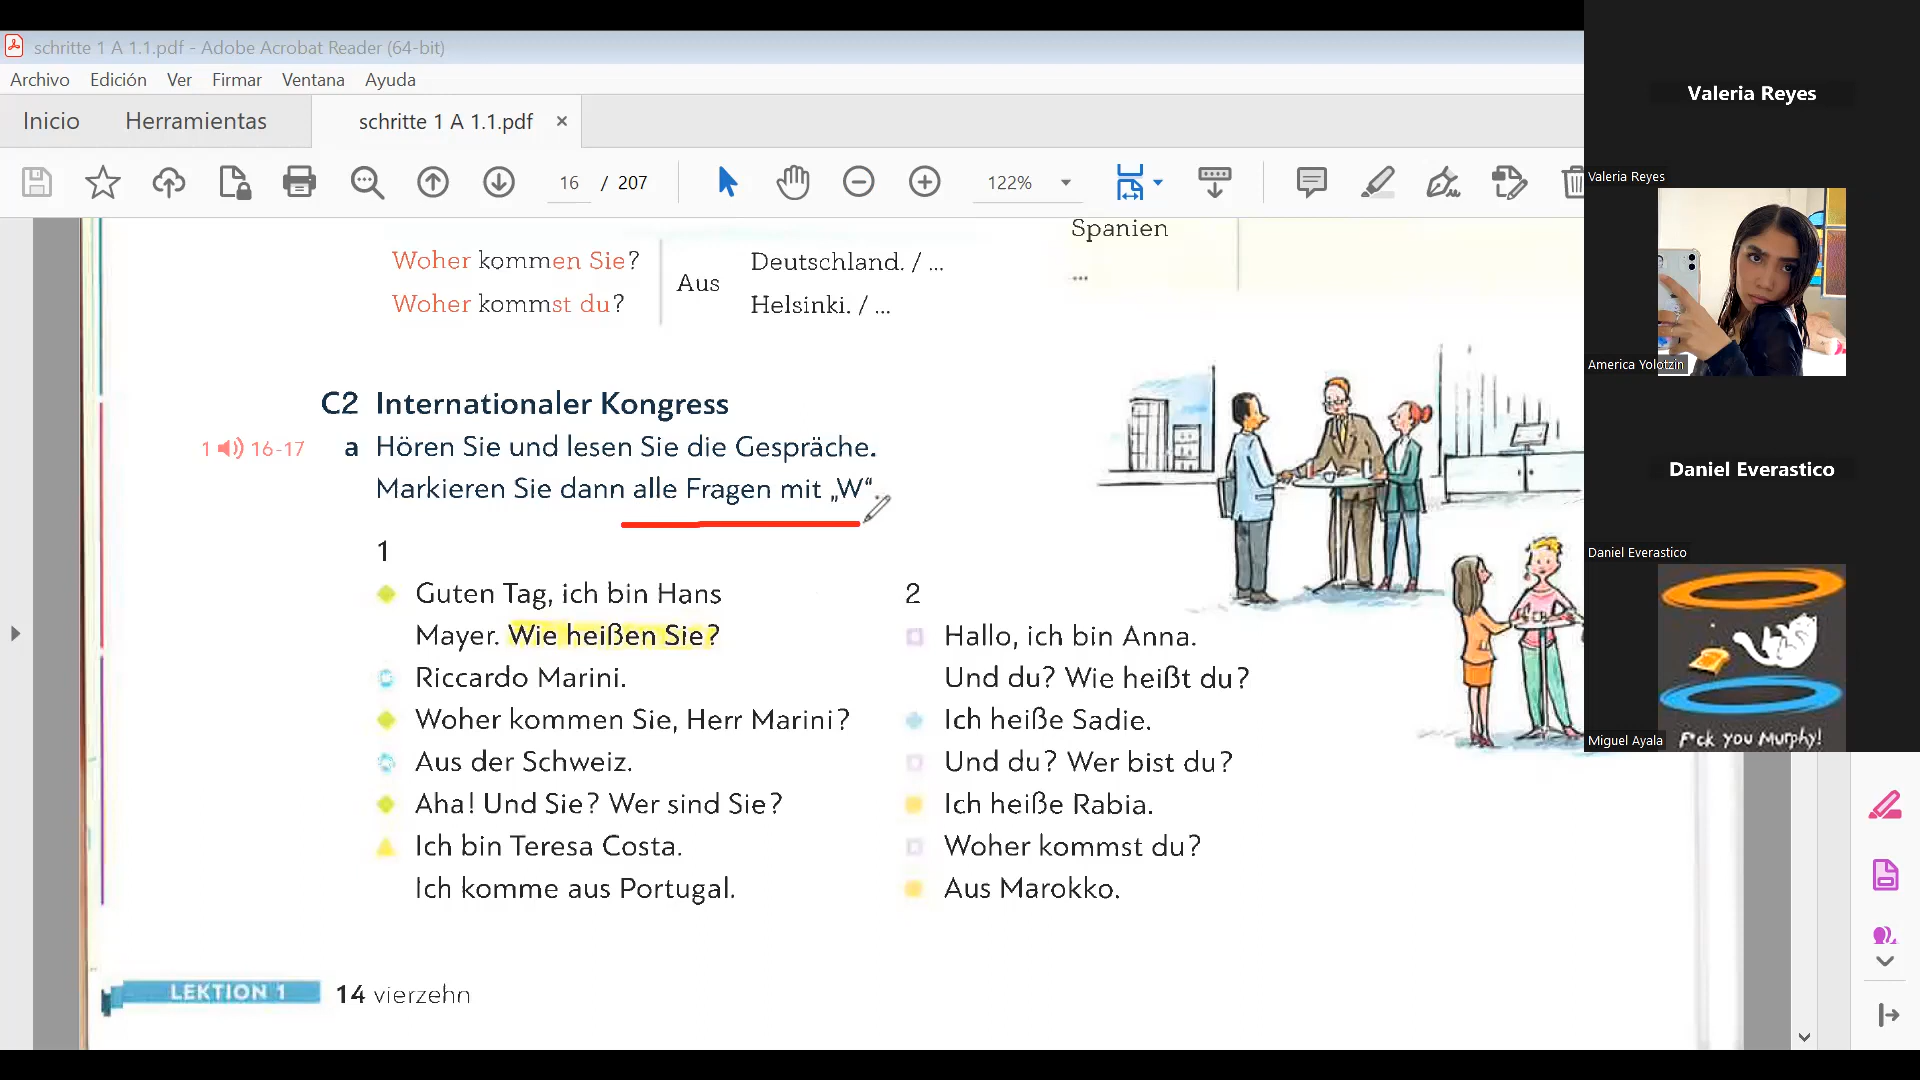 schritte 1 A 1.1.pdf - Adobe Acrobat Reader (64-bit)
Archivo Edición Ver Firmar Ventana Ayuda
Inicio Herramientas schritte 1 A 1.1.pdf ×
16 / 207 122%
Spanien
...
Woher kommen Sie?
Woher kommst du?
Aus
Deutschland. / ...
Helsinki. / ...
C2 Internationaler Kongress
1 16-17 a Hören Sie und lesen Sie die Gespräche.
Markieren Sie dann alle Fragen mit „W“
1
Guten Tag, ich bin Hans
Mayer. Wie heißen Sie?
Riccardo Marini.
Woher kommen Sie, Herr Marini?
Aus der Schweiz.
Aha! Und Sie? Wer sind Sie?
Ich bin Teresa Costa.
Ich komme aus Portugal.
2
Hallo, ich bin Anna.
Und du? Wie heißt du?
Ich heiße Sadie.
Und du? Wer bist du?
Ich heiße Rabia.
Woher kommst du?
Aus Marokko.
LEKTION 1 14 vierzehn
Valeria Reyes
Valeria Reyes
America Yolotzin
Daniel Everastico
Daniel Everastico
F*ck you Murphy!
Miguel Ayala